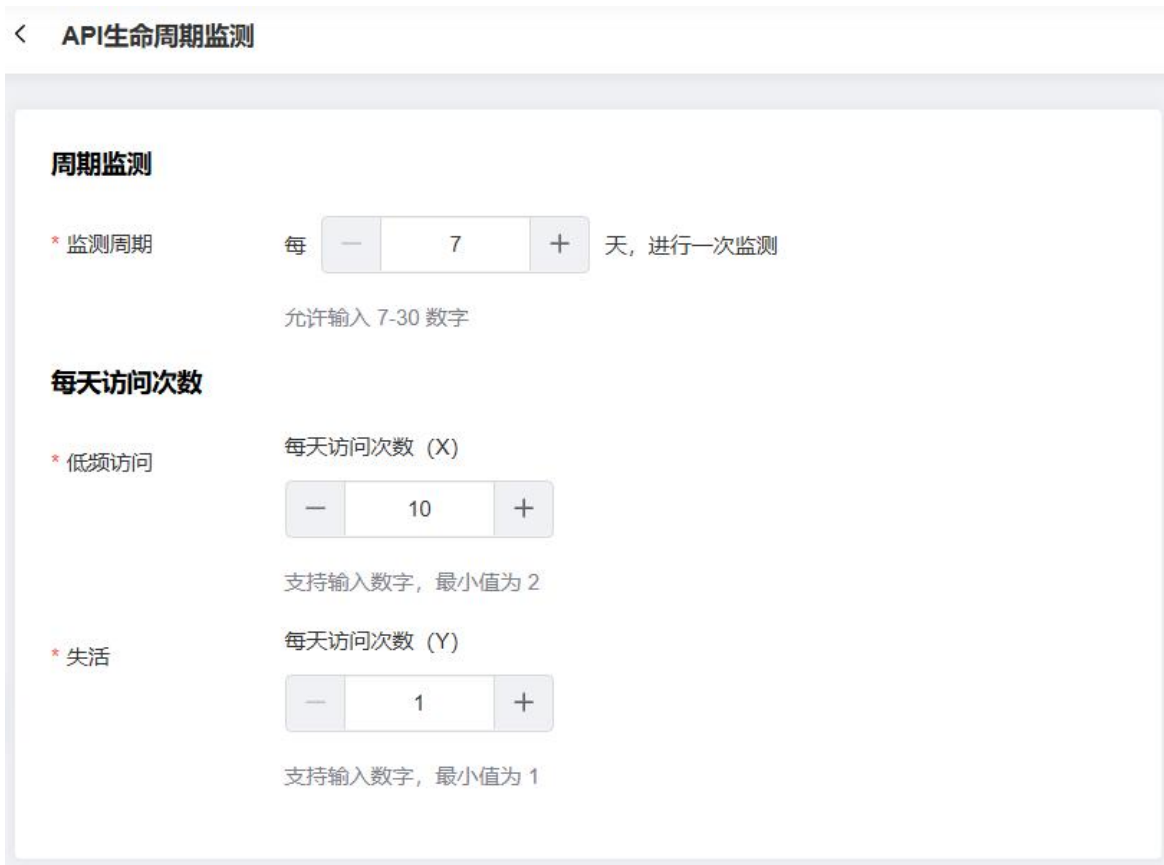 API生命周期监测
周期监测
* 监测周期 每 7 天，进行一次监测
允许输入 7-30 数字
每天访问次数
每天访问次数 (X)
* 低频访问
10
支持输入数字，最小值为 2
每天访问次数 (Y)
* 失活
1
支持输入数字，最小值为 1